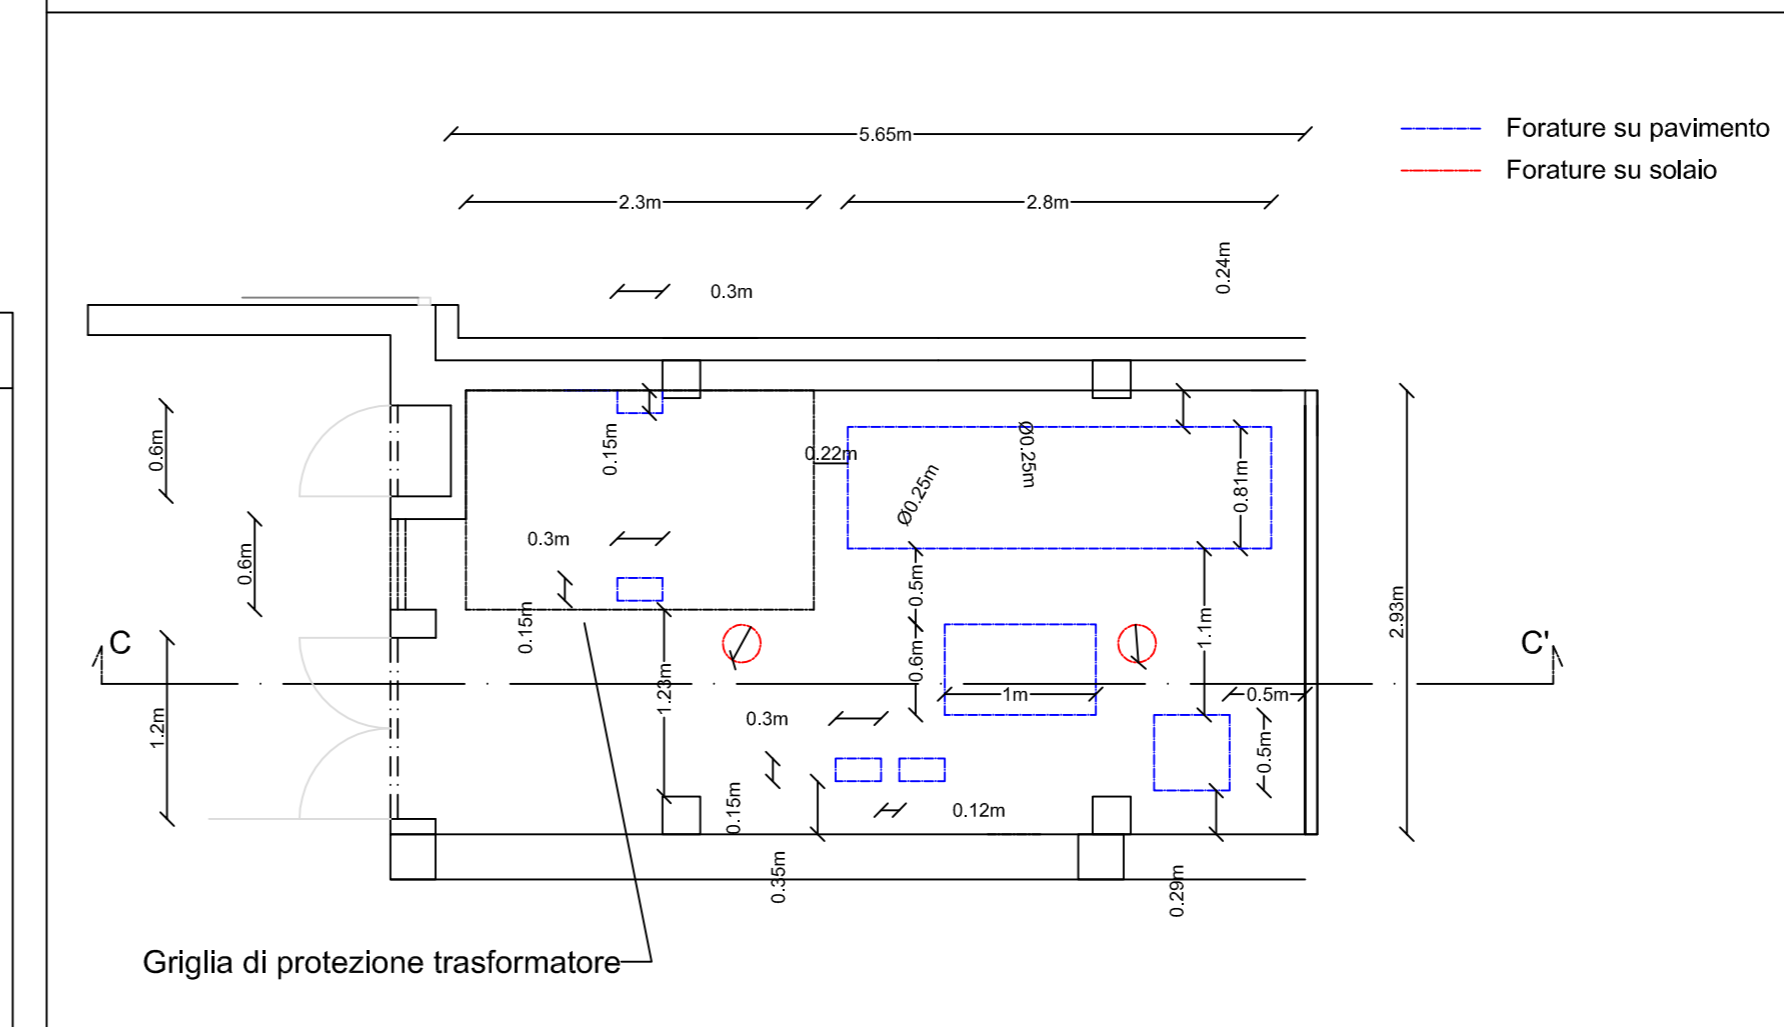 5.65m
Forature su pavimento
Forature su solaio
2.3m
2.8m
0.24m
0.3m
0.6m
0.15m
0.22m
Ø0.25m
Ø0.25m
0.81m
0.3m
0.6m
0.5m
0.15m
1.1m
2.93m
C
C'
0.6m
1.23m
1m
0.5m
0.3m
1.2m
0.5m
0.15m
0.12m
0.35m
0.29m
Griglia di protezione trasformatore